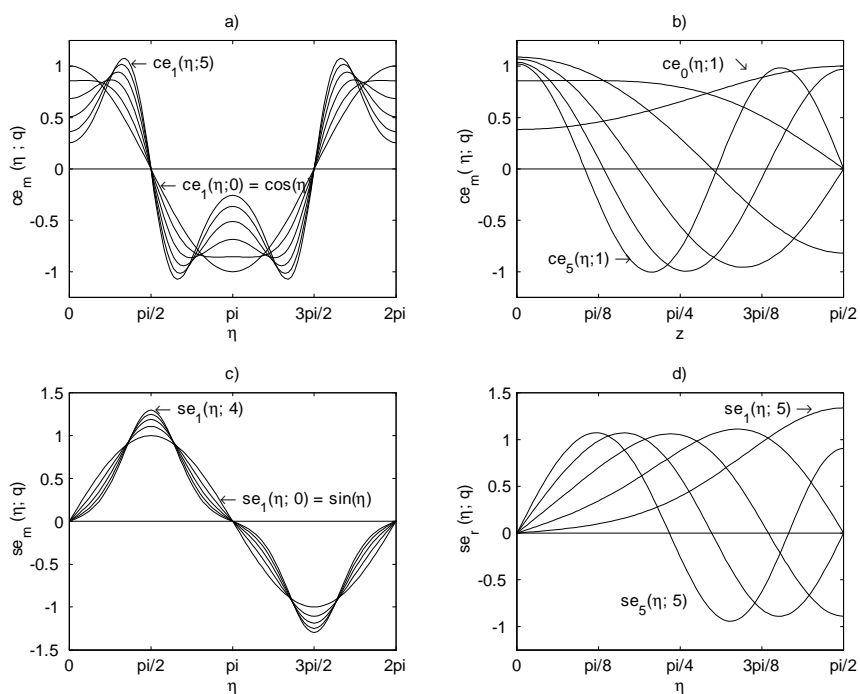 a)
ce1(η;5)
ce1(η;0) = cos(η
cem(η ; q)
1
0.5
0
-0.5
-1
0
pi/2
pi
3pi/2
2pi
η
b)
ce0(η;1)
ce5(η;1)
cem( η; q)
1
0.5
0
-0.5
-1
0
pi/8
pi/4
3pi/8
pi/2
z
c)
se1(η; 4)
se1(η; 0) = sin(η)
sem(η; q)
1.5
1
0.5
0
-0.5
-1
-1.5
0
pi/2
pi
3pi/2
2pi
η
d)
se1(η; 5)
se5(η; 5)
ser(η; q)
1.5
1
0.5
0
-0.5
-1
0
pi/8
pi/4
3pi/8
pi/2
η